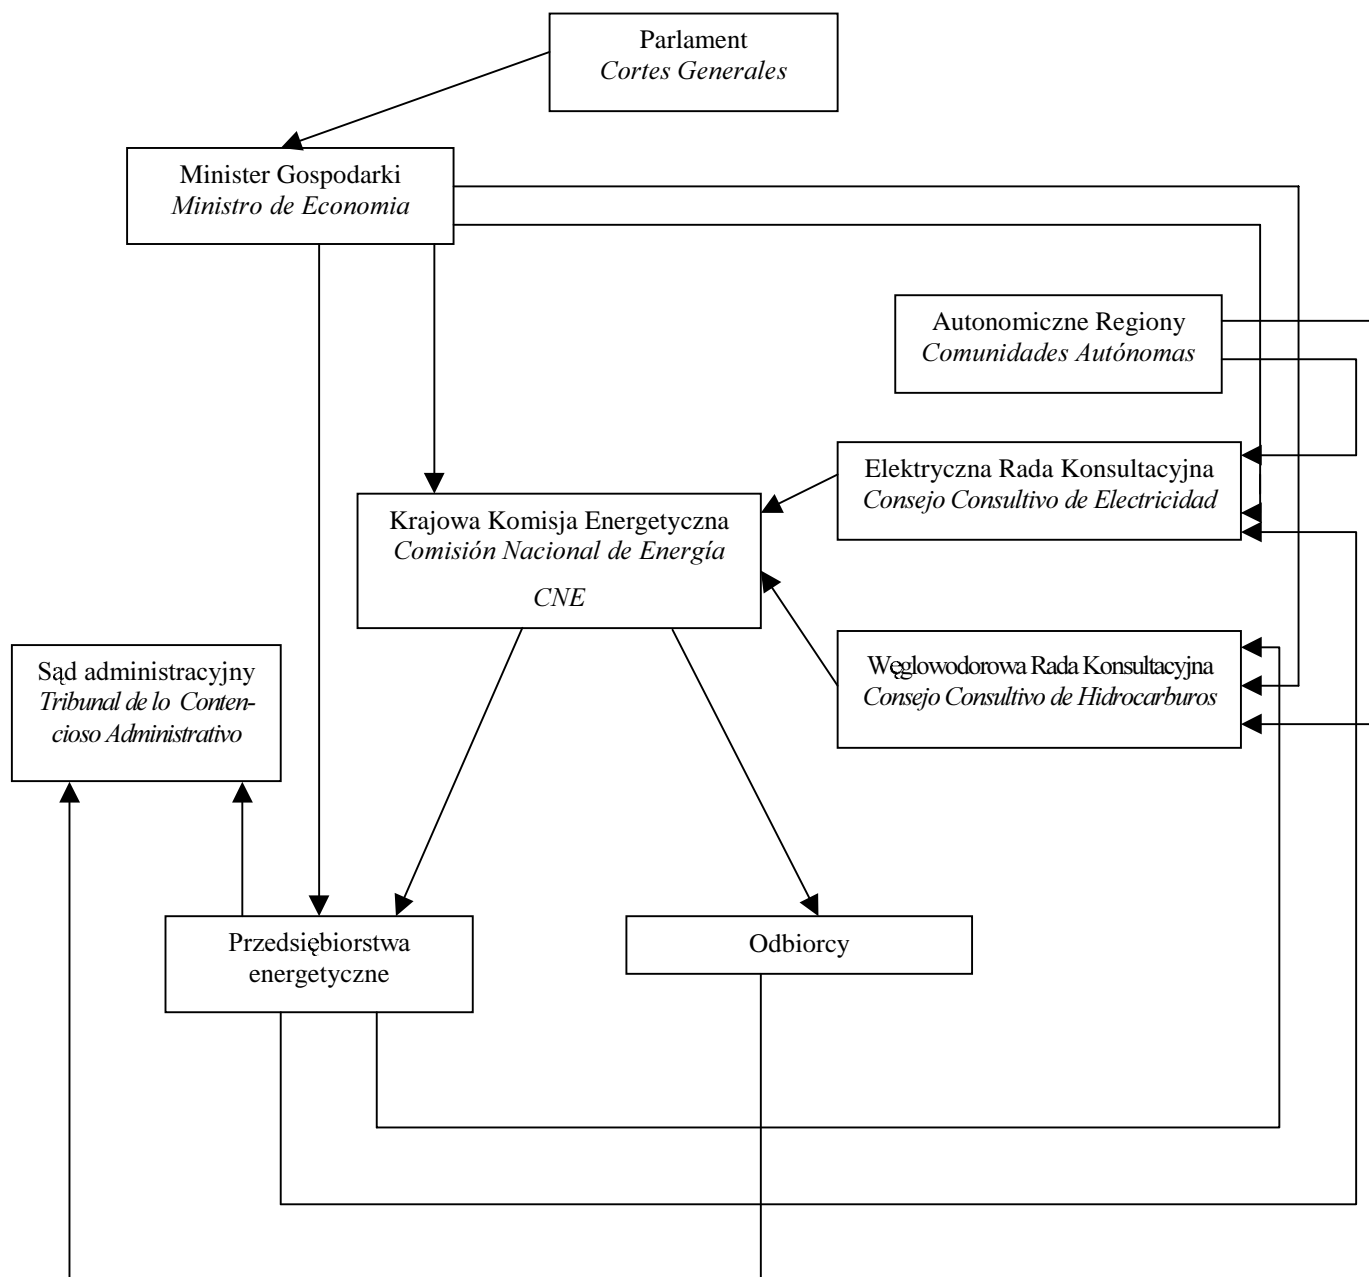 Parlament
Cortes Generales
Minister Gospodarki
Ministro de Economia
Autonomiczne Regiony
Comunidades Autónomas
Elektryczna Rada Konsultacyjna
Consejo Consultivo de Electricidad
Krajowa Komisja Energetyczna
Comisión Nacional de Energía
CNE
Węglowodorowa Rada Konsultacyjna
Consejo Consultivo de Hidrocarburos
Sąd administracyjny
Tribunal de lo Conten-
cioso Administrativo
Przedsiębiorstwa
energetyczne
Odbiorcy